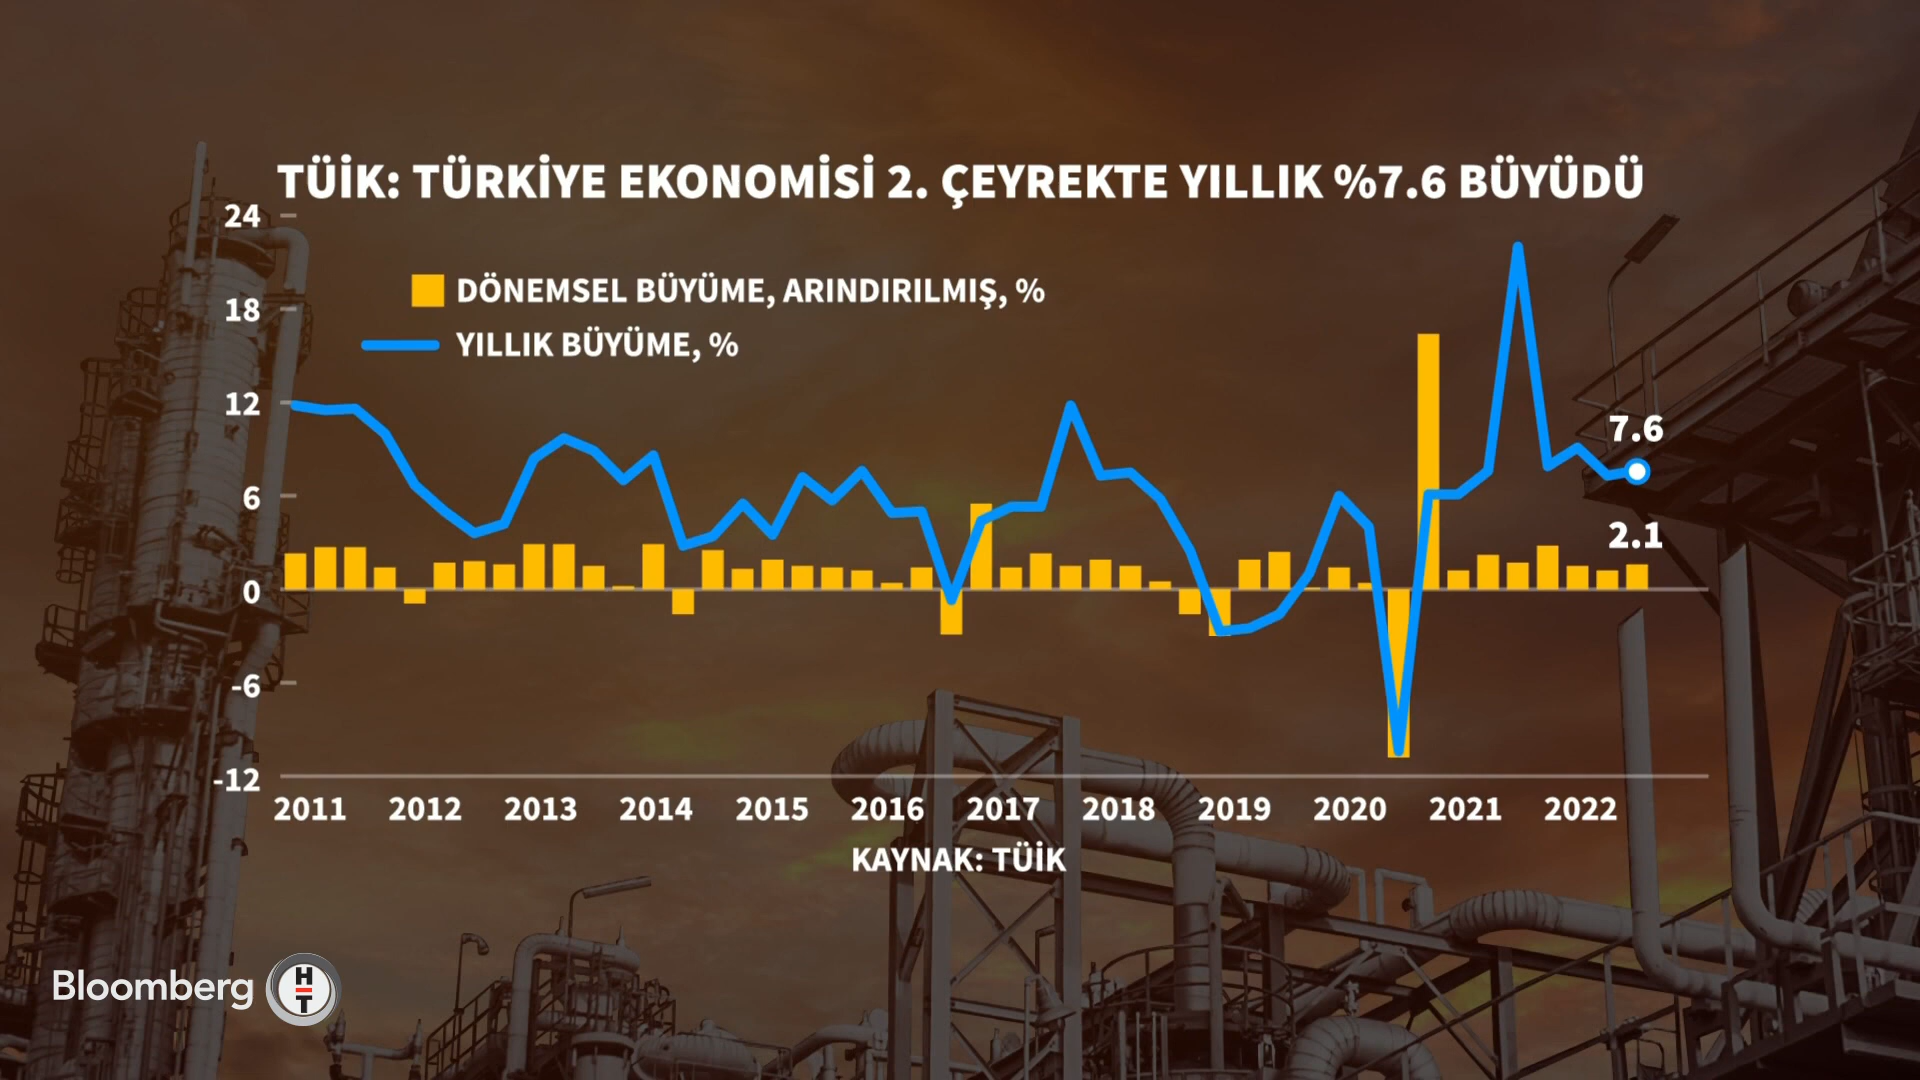 TÜİK: TÜRKİYE EKONOMİSİ 2. ÇEYREKTE YILLIK %7.6 BÜYÜDÜ
24
DÖNEMSEL BÜYÜME, ARINDIRILMIŞ, %
18
YILLIK BÜYÜME, %
12
7.6
6
2.1
0
-6
-12
2011 2012 2013 2014 2015 2016 2017 2018 2019 2020 2021 2022
KAYNAK: TÜİK
Bloomberg HT